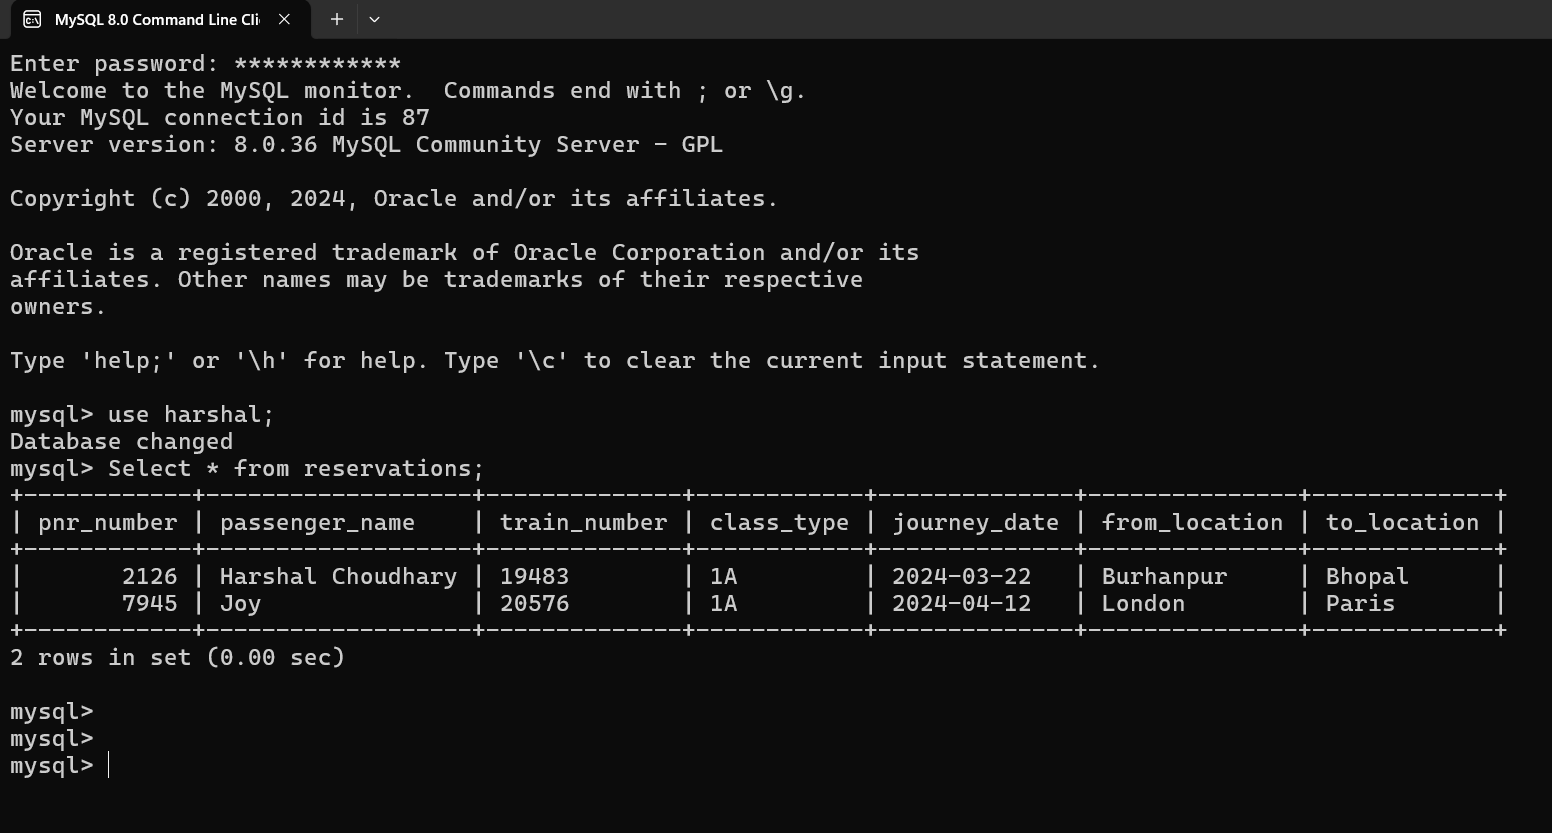 MySQL 8.0 Command Line Cli
Enter password: ************
Welcome to the MySQL monitor.  Commands end with ; or \g.
Your MySQL connection id is 87
Server version: 8.0.36 MySQL Community Server - GPL
Copyright (c) 2000, 2024, Oracle and/or its affiliates.
Oracle is a registered trademark of Oracle Corporation and/or its
affiliates. Other names may be trademarks of their respective
owners.
Type 'help;' or '\h' for help. Type '\c' to clear the current input statement.
mysql> use harshal;
Database changed
mysql> Select * from reservations;
+------------+-------------------+--------------+------------+--------------+---------------+-------------+
| pnr_number | passenger_name    | train_number | class_type | journey_date | from_location | to_location |
+------------+-------------------+--------------+------------+--------------+---------------+-------------+
|       2126 | Harshal Choudhary | 19483        | 1A         | 2024-03-22   | Burhanpur     | Bhopal      |
|       7945 | Joy               | 20576        | 1A         | 2024-04-12   | London        | Paris       |
+------------+-------------------+--------------+------------+--------------+---------------+-------------+
2 rows in set (0.00 sec)
mysql>
mysql>
mysql>